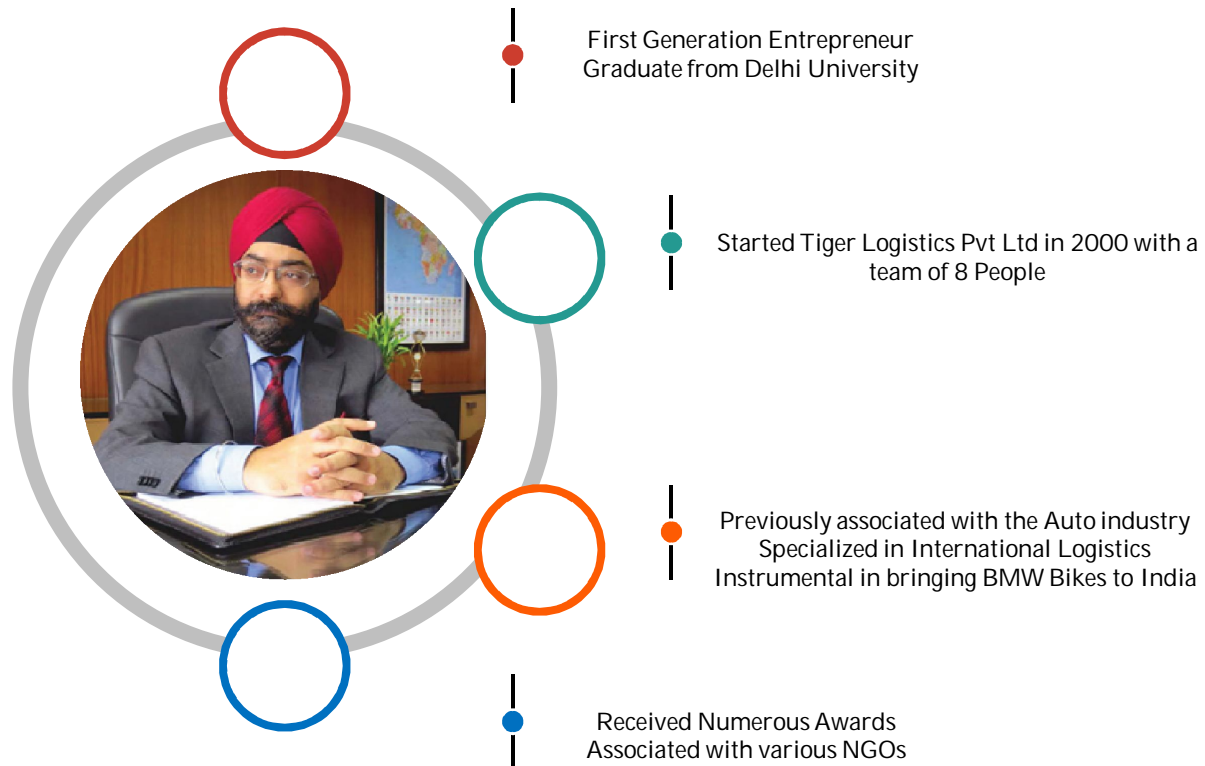 First Generation Entrepreneur
Graduate from Delhi University
Started Tiger Logistics Pvt Ltd in 2000 with a
team of 8 People
Previously associated with the Auto industry
Specialized in International Logistics
Instrumental in bringing BMW Bikes to India
Received Numerous Awards
Associated with various NGOs